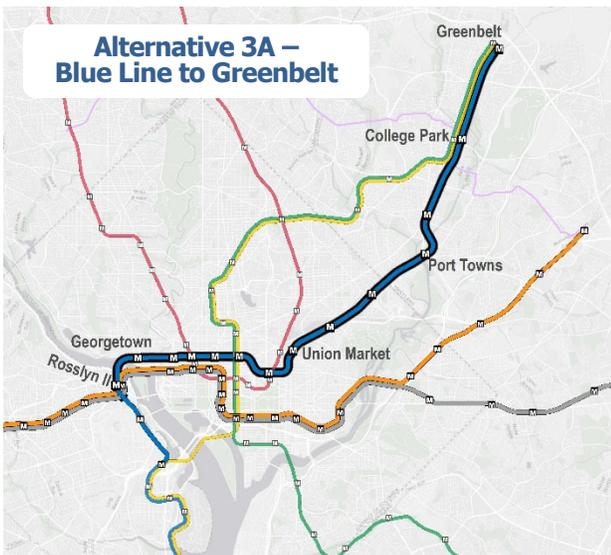 Alternative 3A –
Blue Line to Greenbelt
Greenbelt
College Park
Port Towns
Georgetown
Union Market
Rosslyn II